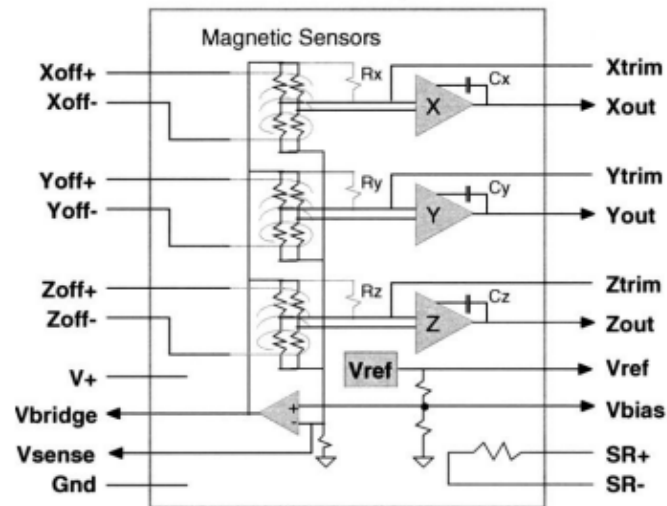 Magnetic Sensors
Xoff+
Rx
Cx
Xtrim
Xoff-
X
Xout
Yoff+
Ry
Cy
Ytrim
Yoff-
Y
Yout
Zoff+
Rz
Cz
Ztrim
Zoff-
Z
Zout
V+
Vref
Vref
Vbridge
+
-
Vbias
Vsense
SR+
Gnd
SR-